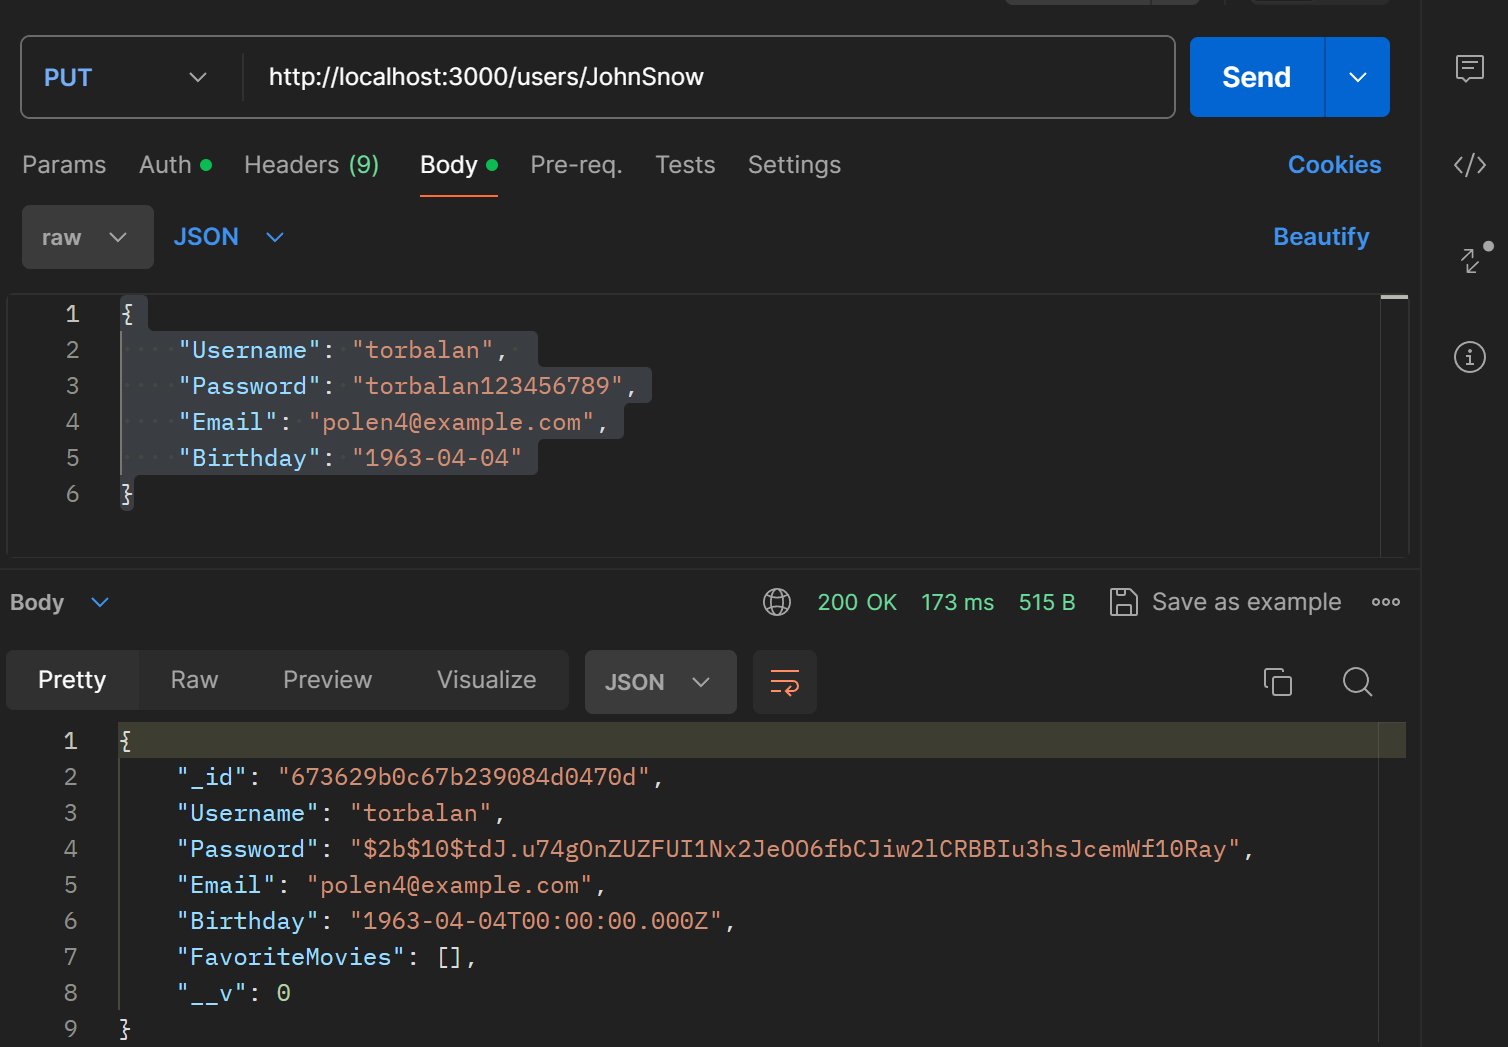 PUT http://localhost:3000/users/JohnSnow Send
Params Auth Headers (9) Body Pre-req. Tests Settings Cookies
raw JSON Beautify
1 {
2 "Username": "torbalan",
3 "Password": "torbalan123456789",
4 "Email": "polen4@example.com",
5 "Birthday": "1963-04-04"
6 }
Body 200 OK 173 ms 515 B Save as example
Pretty Raw Preview Visualize JSON
1 {
2 "_id": "673629b0c67b239084d0470d",
3 "Username": "torbalan",
4 "Password": "$2b$10$tdJ.u74gOnZUZFUI1Nx2JeOO6fbCJiw2lCRBBIu3hsJcemWf10Ray",
5 "Email": "polen4@example.com",
6 "Birthday": "1963-04-04T00:00:00.000Z",
7 "FavoriteMovies": [],
8 "__v": 0
9 }